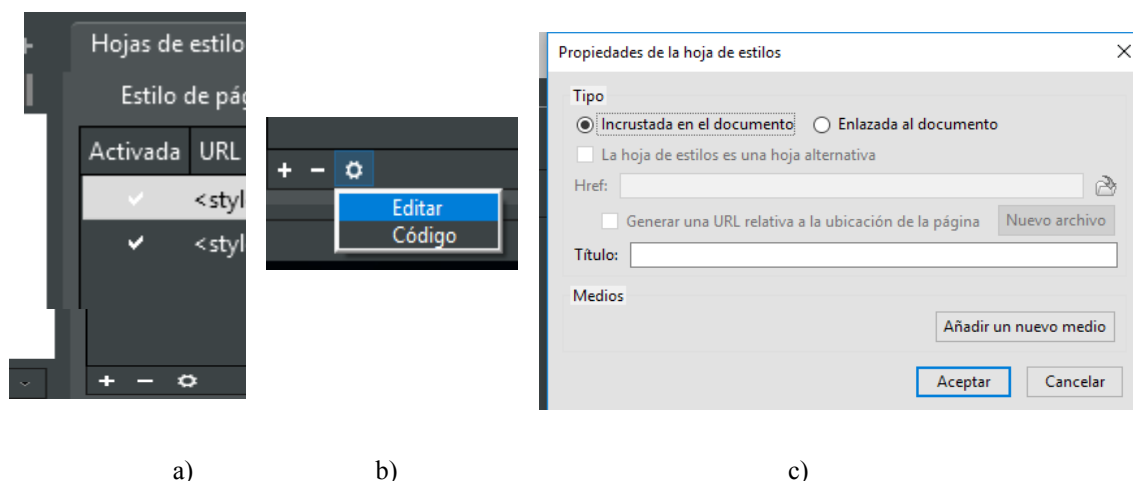 Hojas de estilo
Estilo de pág
Activada URL
<styl
<styl
+ −
+ −
Editar
Código
Propiedades de la hoja de estilos
Tipo
Incrustada en el documento Enlazada al documento
La hoja de estilos es una hoja alternativa
Href:
Generar una URL relativa a la ubicación de la página Nuevo archivo
Título:
Medios
Añadir un nuevo medio
Aceptar Cancelar
a) b) c)